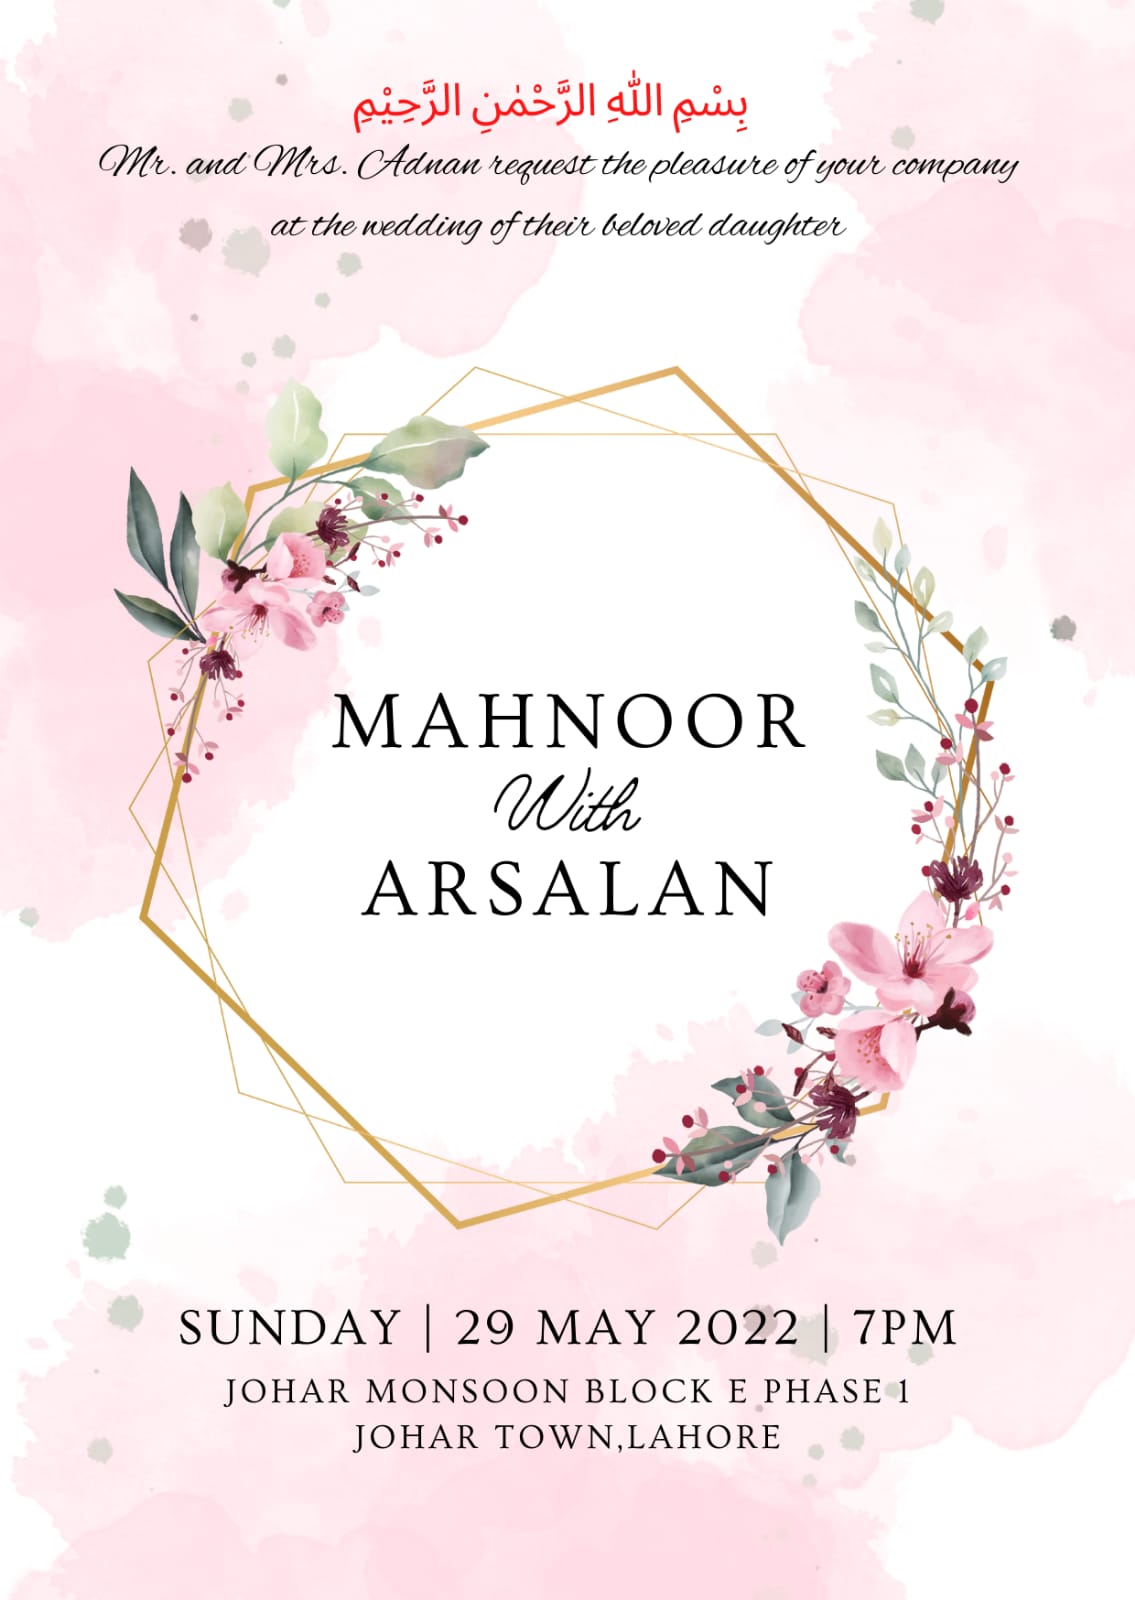 بِسْمِ اللهِ الرَّحْمٰنِ الرَّحِيْمِ
Mr. and Mrs. Adnan request the pleasure of your company
at the wedding of their beloved daughter
MAHNOOR
With
ARSALAN
SUNDAY | 29 MAY 2022 | 7PM
JOHAR MONSOON BLOCK E PHASE 1
JOHAR TOWN,LAHORE